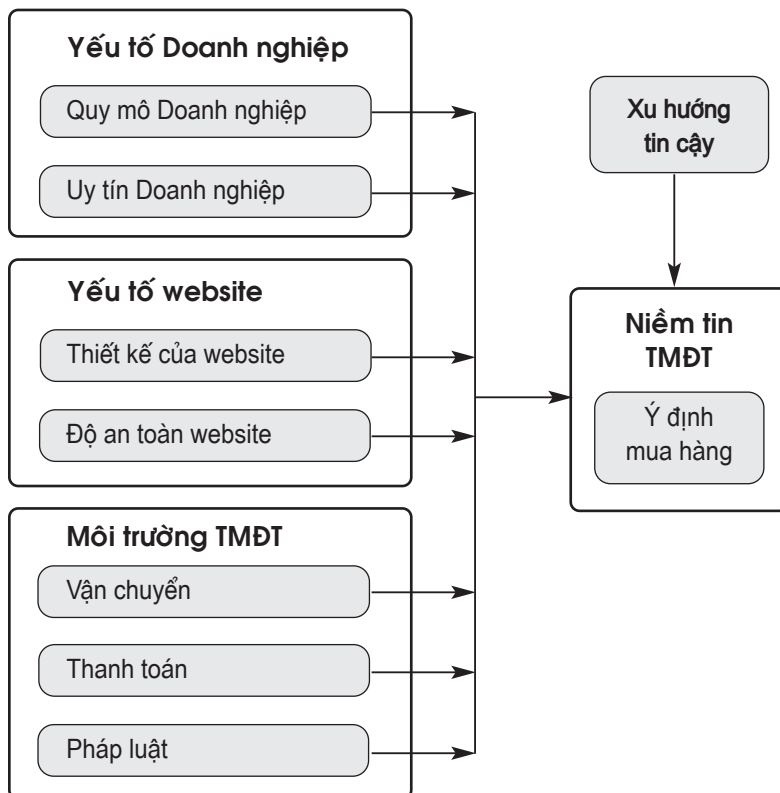 Yếu tố Doanh nghiệp
Quy mô Doanh nghiệp
Uy tín Doanh nghiệp
Yếu tố website
Thiết kế của website
Độ an toàn website
Môi trường TMĐT
Vận chuyển
Thanh toán
Pháp luật
Xu hướng
tin cậy
Niềm tin
TMĐT
Ý định
mua hàng